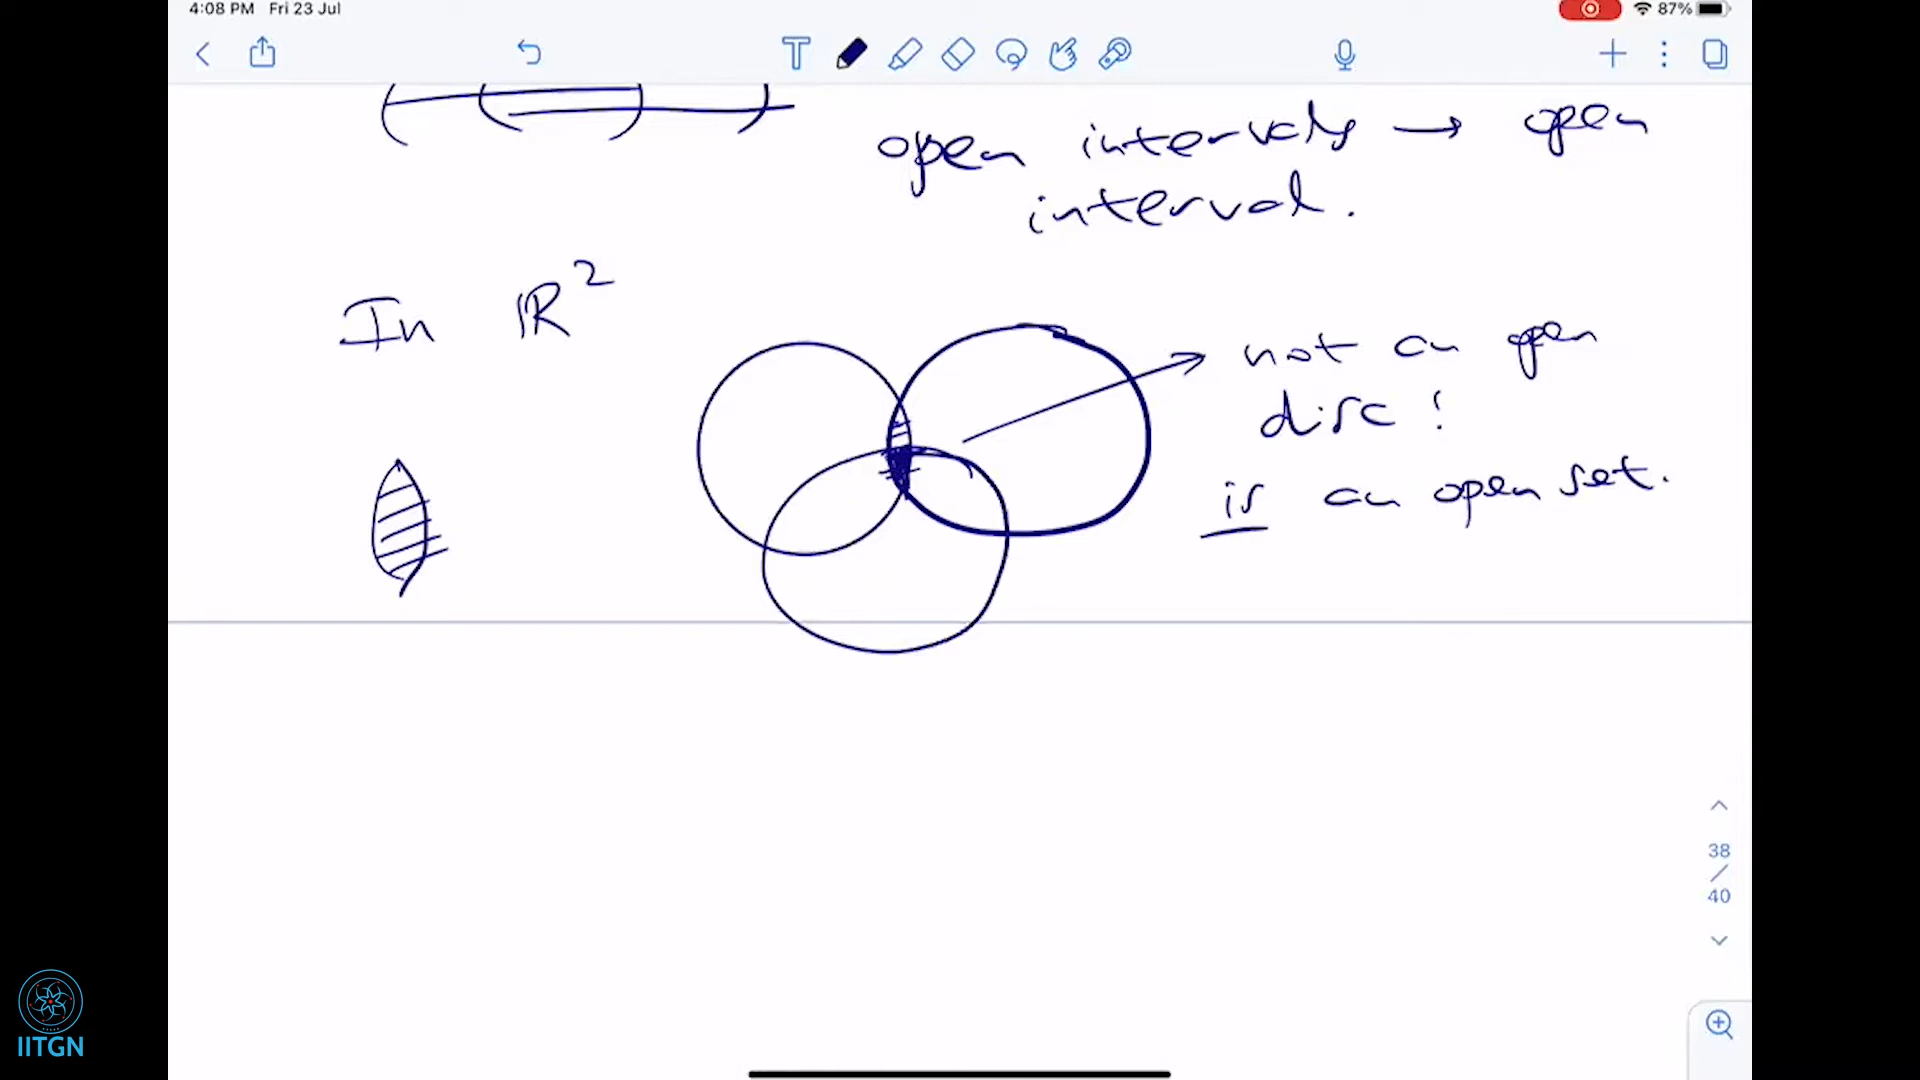 4:08 PM Fri 23 Jul
87%
open intervals → open
interval.
In ℝ²
not an open
disc!
is an open set.
38
/
40
IITGN